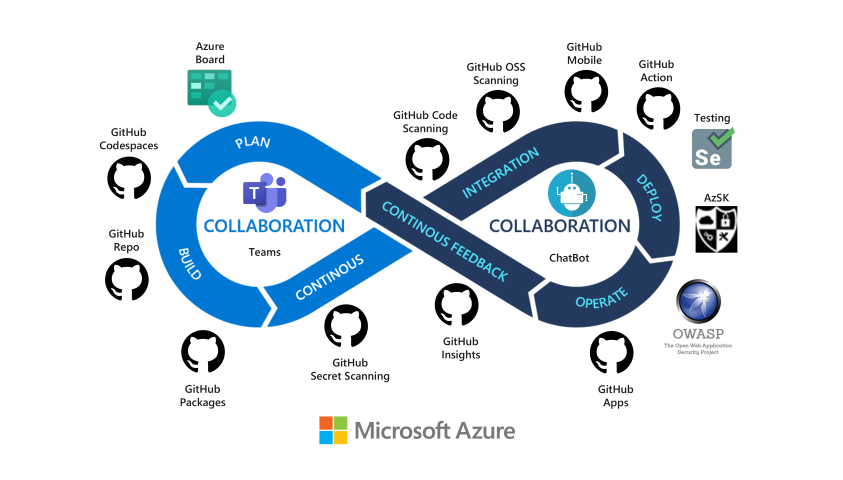 Azure
Board
GitHub
Mobile
GitHub OSS
Scanning
GitHub
Action
GitHub Code
Scanning
Testing
Se
GitHub
Codespaces
PLAN
INTEGRATION
DEPLOY
T
AzSK
COLLABORATION
Teams
CONTINOUS FEEDBACK
COLLABORATION
ChatBot
GitHub
Repo
BUILD
CONTINOUS
OPERATE
OWASP
The Open Web Application
Security Project
GitHub
Insights
GitHub
Secret Scanning
GitHub
Packages
GitHub
Apps
Microsoft Azure